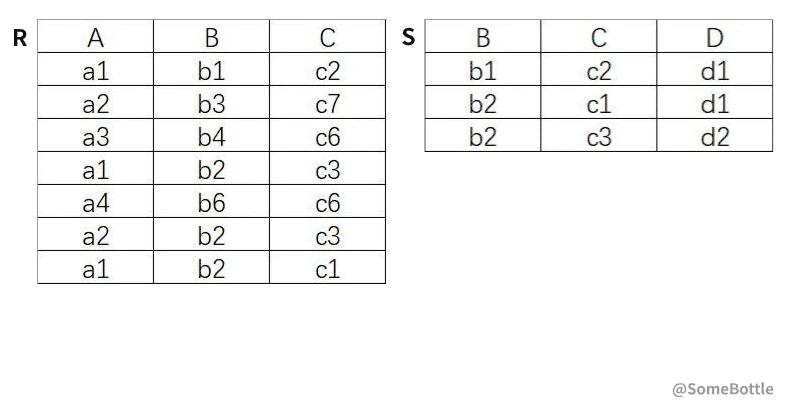 R A B C S B C D
a1 b1 c2 b1 c2 d1
a2 b3 c7 b2 c1 d1
a3 b4 c6 b2 c3 d2
a1 b2 c3
a4 b6 c6
a2 b2 c3
a1 b2 c1
@SomeBottle